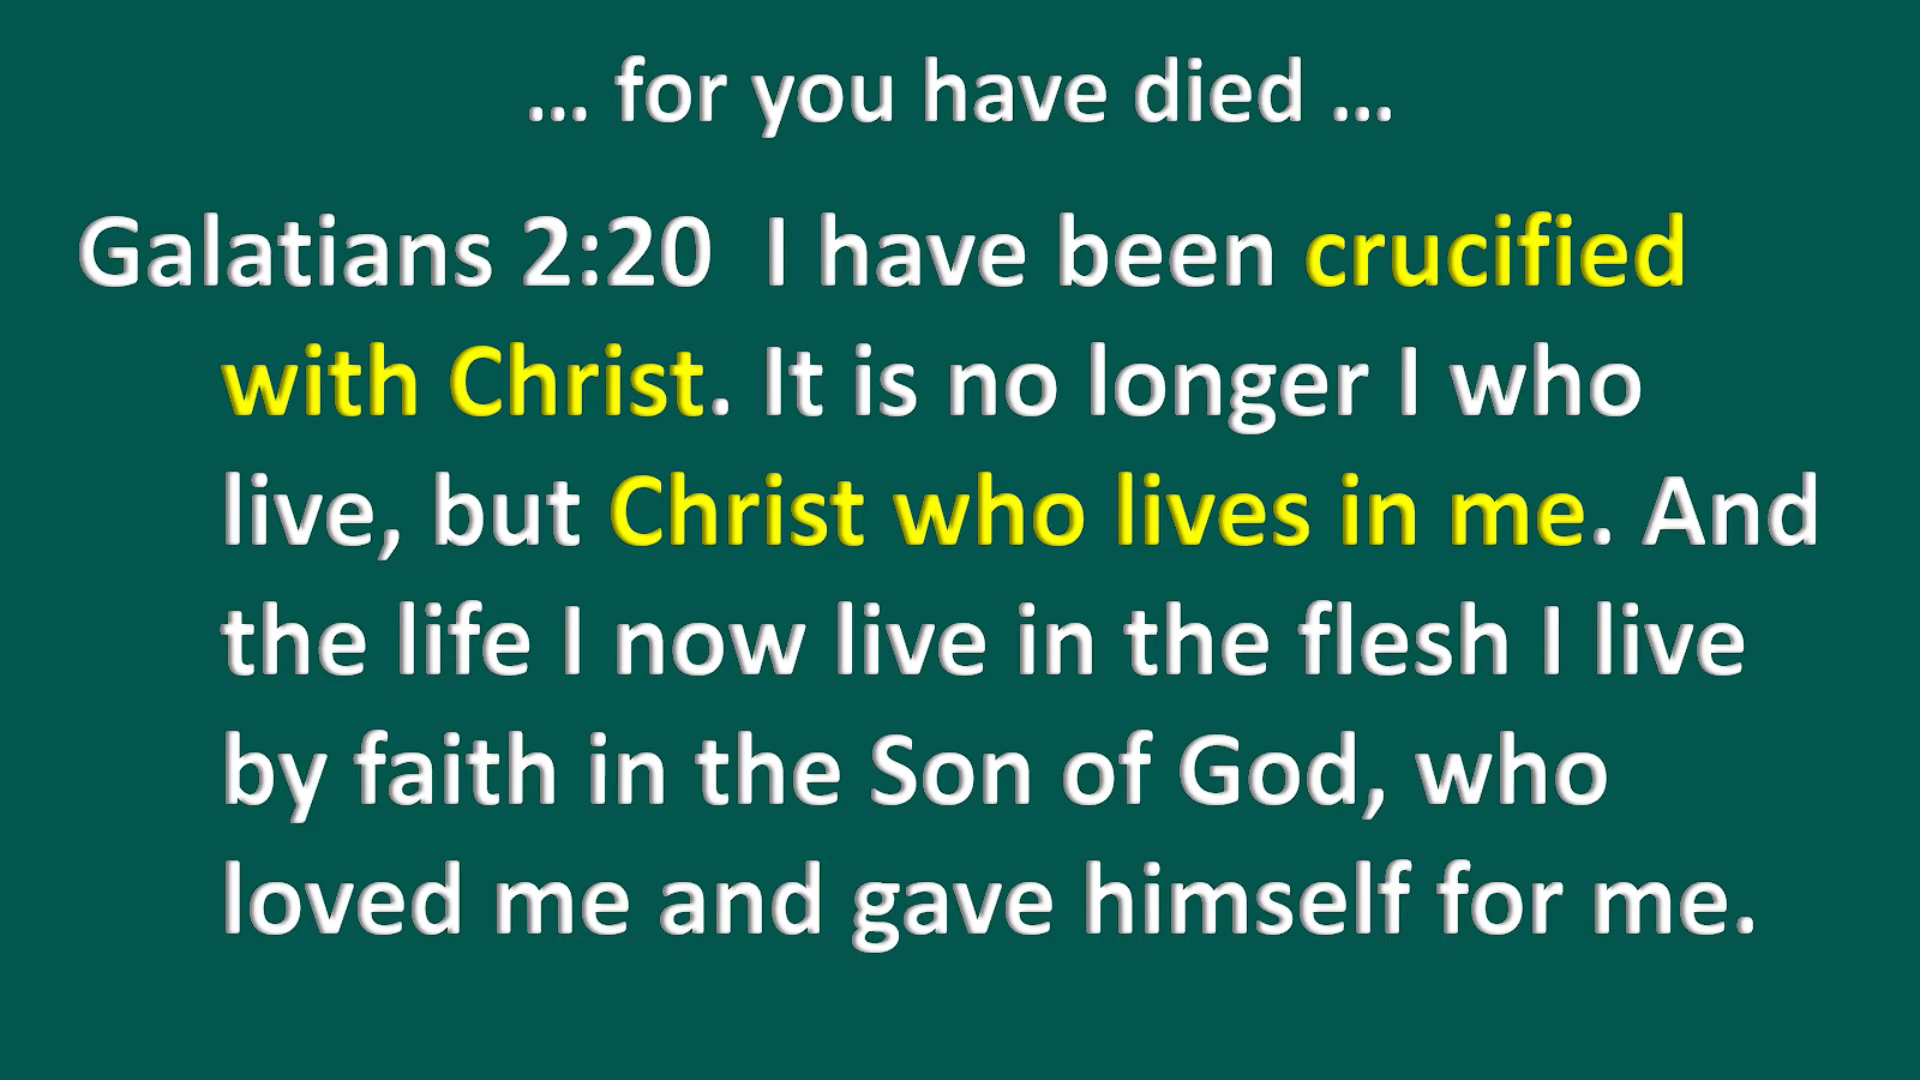 ... for you have died ...
Galatians 2:20  I have been crucified
with Christ. It is no longer I who
live, but Christ who lives in me. And
the life I now live in the flesh I live
by faith in the Son of God, who
loved me and gave himself for me.